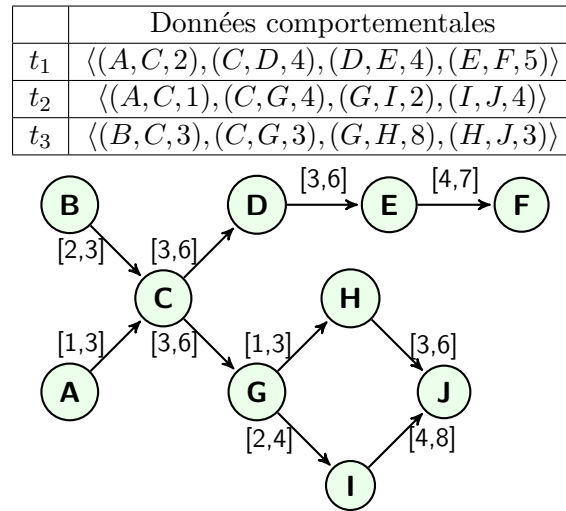 Données comportementales
t₁ ⟨(A, C, 2), (C, D, 4), (D, E, 4), (E, F, 5)⟩
t₂ ⟨(A, C, 1), (C, G, 4), (G, I, 2), (I, J, 4)⟩
t₃ ⟨(B, C, 3), (C, G, 3), (G, H, 8), (H, J, 3)⟩
[3,6] [4,7]
B D E F
[2,3] [3,6]
C H
[1,3] [3,6] [1,3] [3,6]
A G J
[2,4] [4,8]
I